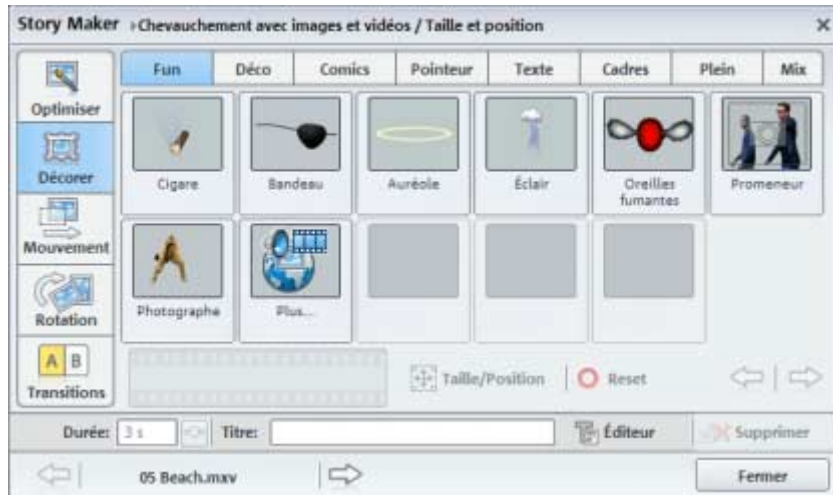 Story Maker › Chevauchement avec images et vidéos / Taille et position
Fun Déco Comics Pointeur Texte Cadres Plein Mix
Optimiser
Décorer
Mouvement
Rotation
A B
Transitions
Cigare Bandeau Auréole Éclair Oreilles fumantes Promeneur
Photographe Plus...
Taille/Position Reset
Durée: 3 s Titre: Éditeur Supprimer
05 Beach.mxv Fermer